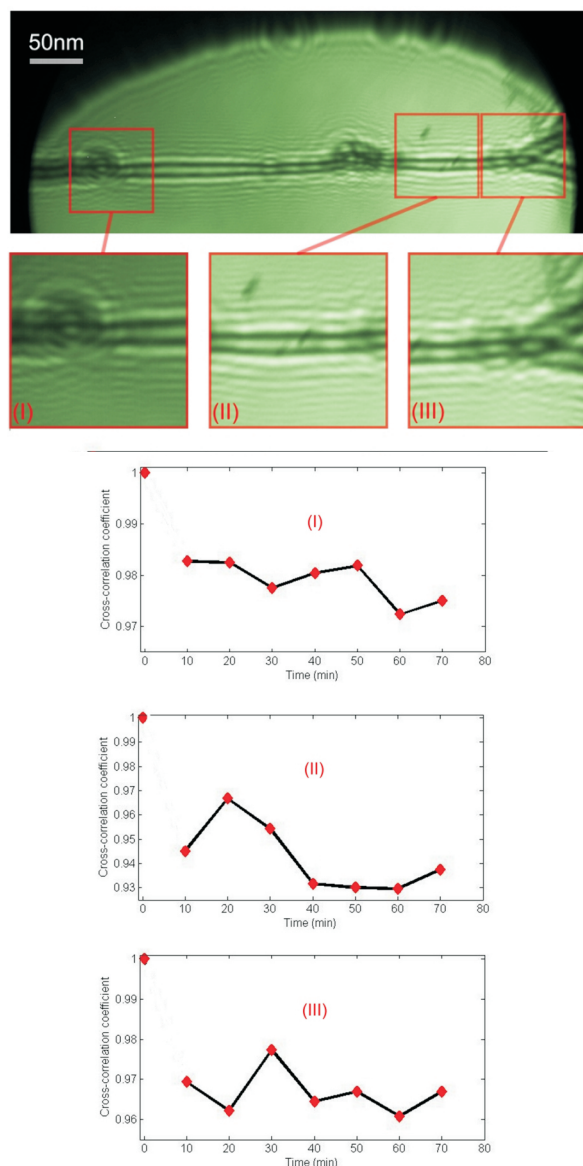 50nm
(I)
(II)
(III)
1
0.99
0.98
0.97
Cross-correlation coefficient
(I)
0 10 20 30 40 50 60 70 80
Time (min)
1
0.99
0.98
0.97
0.96
0.95
0.94
0.93
Cross-correlation coefficient
(II)
0 10 20 30 40 50 60 70 80
Time (min)
1
0.99
0.98
0.97
0.96
Cross-correlation coefficient
(III)
0 10 20 30 40 50 60 70 80
Time (min)